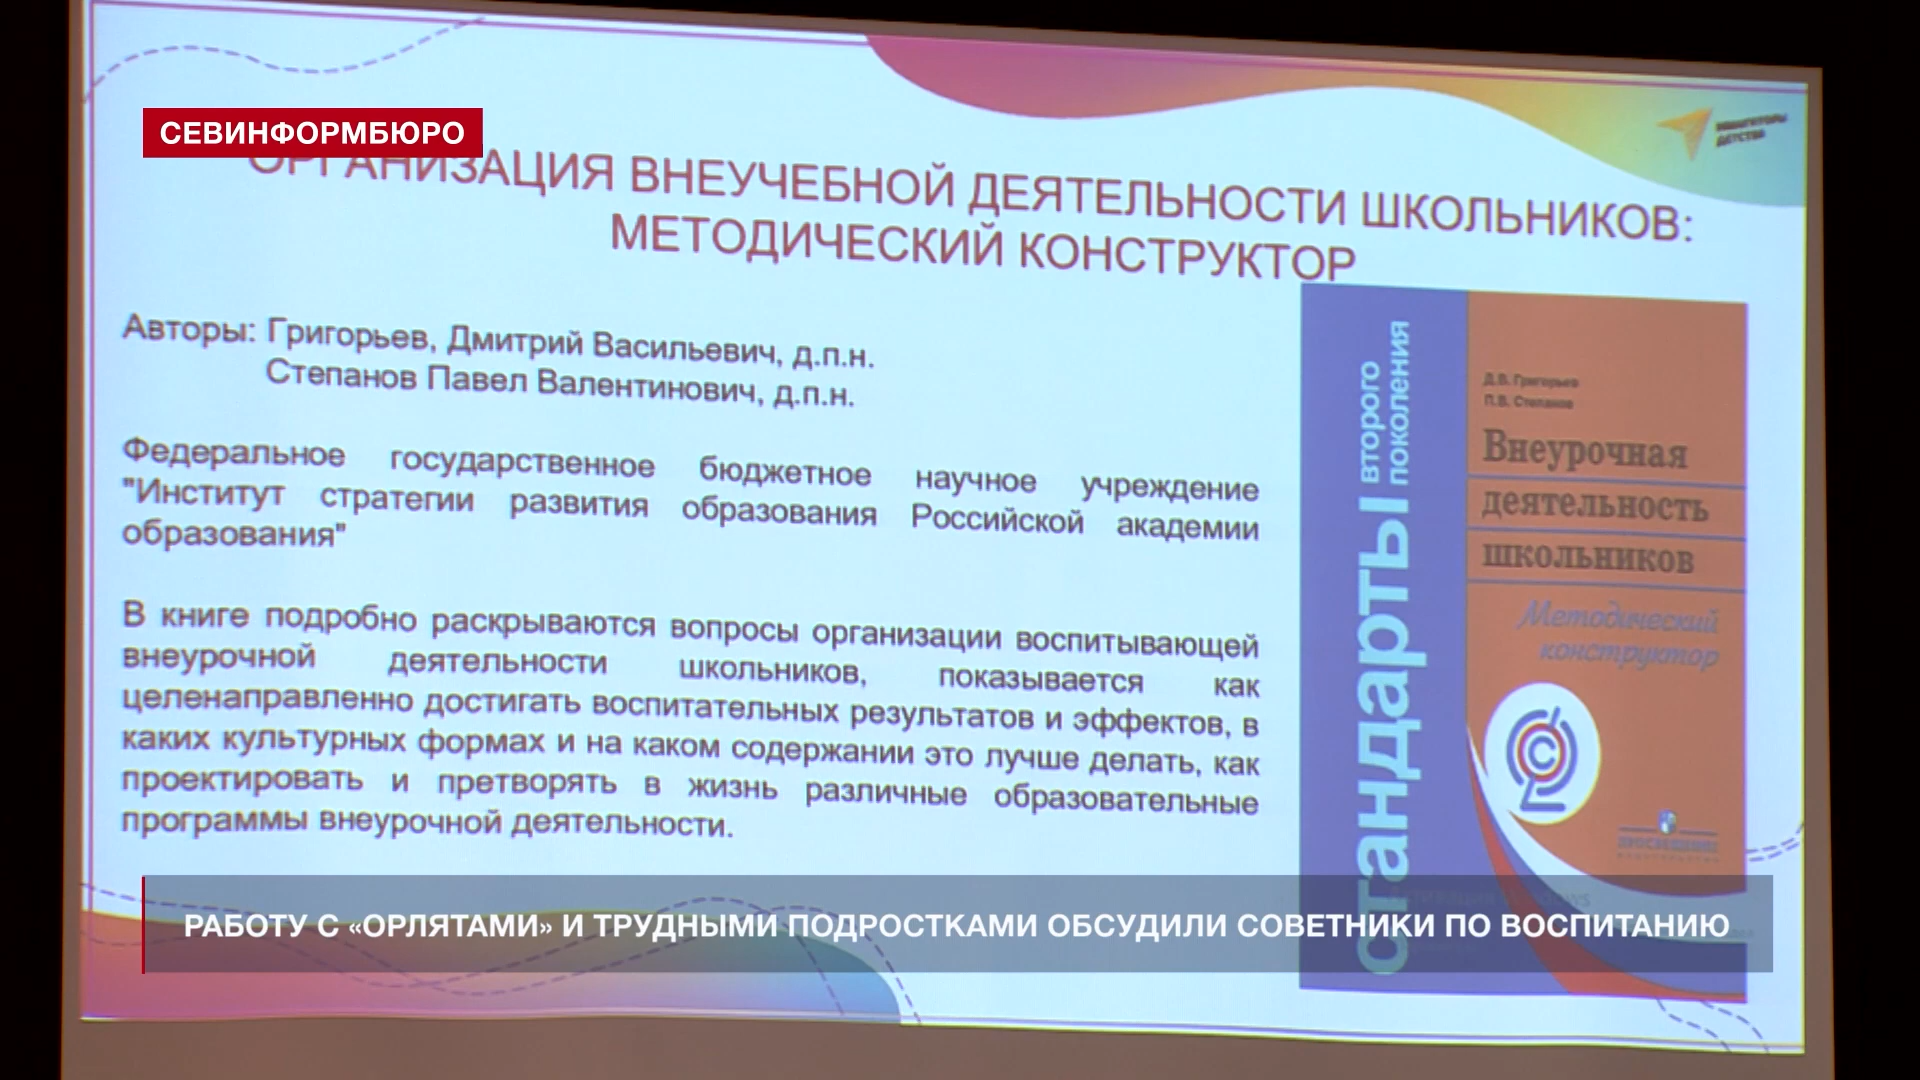 СЕВИНФОРМБЮРО
НАВИГАТОРЫ
ДЕТСТВА
ОРГАНИЗАЦИЯ ВНЕУЧЕБНОЙ ДЕЯТЕЛЬНОСТИ ШКОЛЬНИКОВ:
МЕТОДИЧЕСКИЙ КОНСТРУКТОР
Авторы: Григорьев, Дмитрий Васильевич, д.п.н.
Степанов Павел Валентинович, д.п.н.
Федеральное государственное бюджетное научное учреждение
"Институт стратегии развития образования Российской академии
образования"
В книге подробно раскрываются вопросы организации воспитывающей
внеурочной деятельности школьников, показывается как
целенаправленно достигать воспитательных результатов и эффектов, в
каких культурных формах и на каком содержании это лучше делать, как
проектировать и претворять в жизнь различные образовательные
программы внеурочной деятельности.
стандарты второго
поколения
Д.В. Григорьев
П.В. Степанов
Внеурочная
деятельность
школьников
Методический
конструктор
ПРОСВЕЩЕНИЕ
РАБОТУ С «ОРЛЯТАМИ» И ТРУДНЫМИ ПОДРОСТКАМИ ОБСУДИЛИ СОВЕТНИКИ ПО ВОСПИТАНИЮ